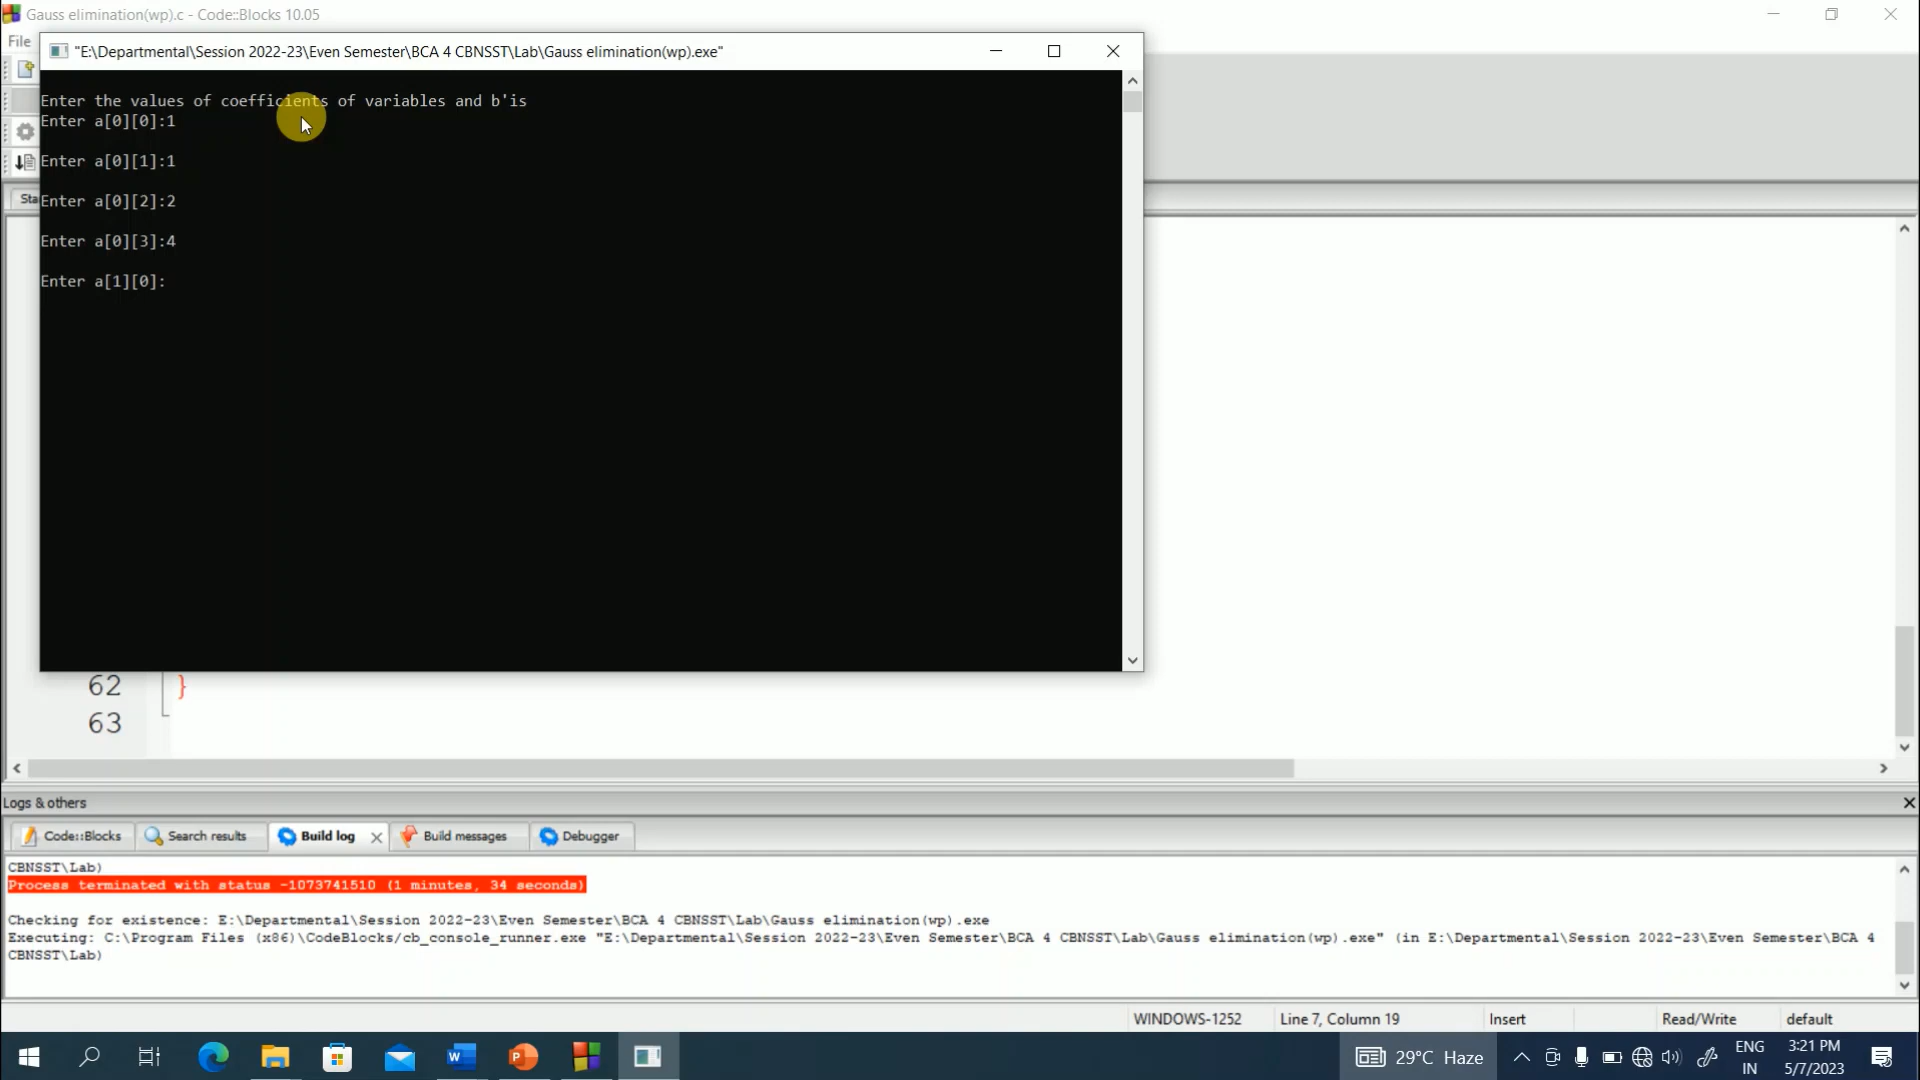 Gauss elimination(wp).c - Code::Blocks 10.05
File
"E:\Departmental\Session 2022-23\Even Semester\BCA 4 CBNSST\Lab\Gauss elimination(wp).exe"
Enter the values of coefficients of variables and b'is
Enter a[0][0]:1
Enter a[0][1]:1
Enter a[0][2]:2
Enter a[0][3]:4
Enter a[1][0]:
Sta
62 }
63
Logs & others
Code::Blocks Search results Build log Build messages Debugger
CBNSST\Lab)
Process terminated with status -1073741510 (1 minutes, 34 seconds)
Checking for existence: E:\Departmental\Session 2022-23\Even Semester\BCA 4 CBNSST\Lab\Gauss elimination(wp).exe
Executing: C:\Program Files (x86)\CodeBlocks/cb_console_runner.exe "E:\Departmental\Session 2022-23\Even Semester\BCA 4 CBNSST\Lab\Gauss elimination(wp).exe" (in E:\Departmental\Session 2022-23\Even Semester\BCA 4
CBNSST\Lab)
WINDOWS-1252 Line 7, Column 19 Insert Read/Write default
29°C Haze ENG IN 3:21 PM 5/7/2023